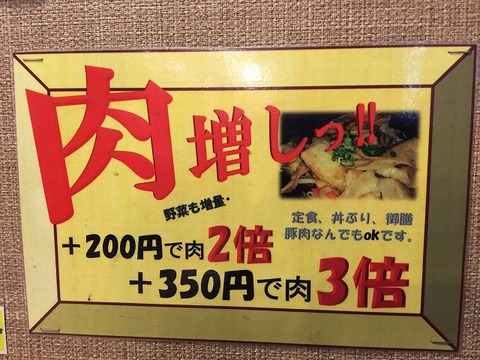 肉増しっ!!
野菜も増量・
定食、丼ぶり、御膳
豚肉なんでもokです。
+200円で肉2倍
+350円で肉3倍